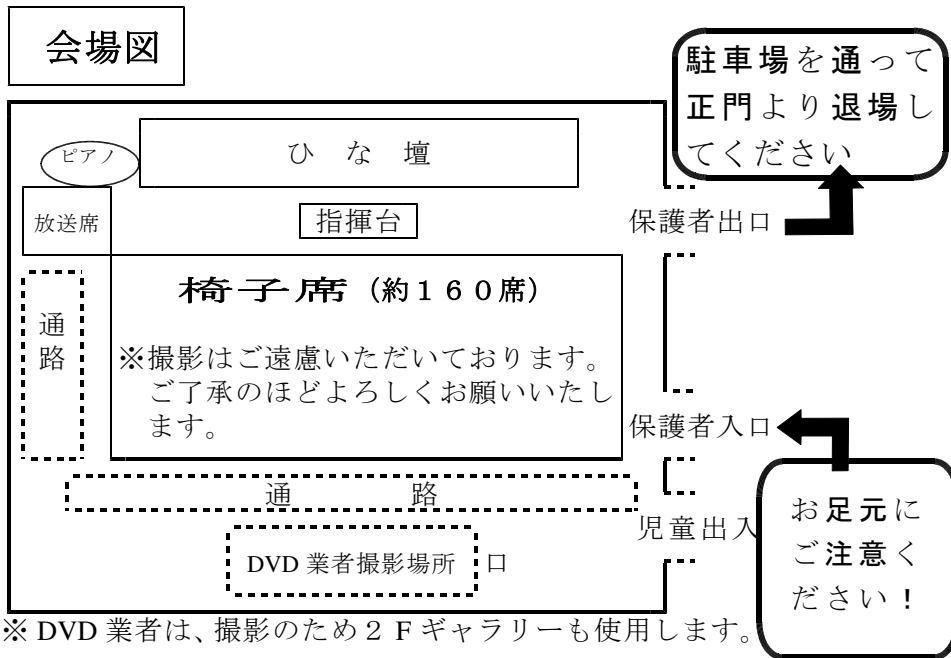 会場図
駐車場を通って
正門より退場し
てください
ピアノ
ひな壇
放送席
指揮台
保護者出口
椅子席（約１６０席）
通
路
※撮影はご遠慮いただいております。
ご了承のほどよろしくお願いいたし
ます。
保護者入口
通路
児童出入
口
お足元に
ご注意く
ださい！
DVD 業者撮影場所
※ DVD 業者は、撮影のため２Ｆギャラリーも使用します。